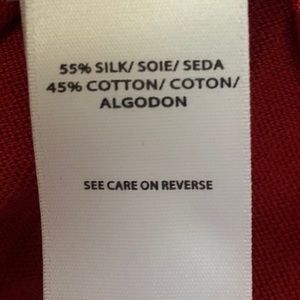 55% SILK/ SOIE/ SEDA
45% COTTON/ COTON/
ALGODON
SEE CARE ON REVERSE